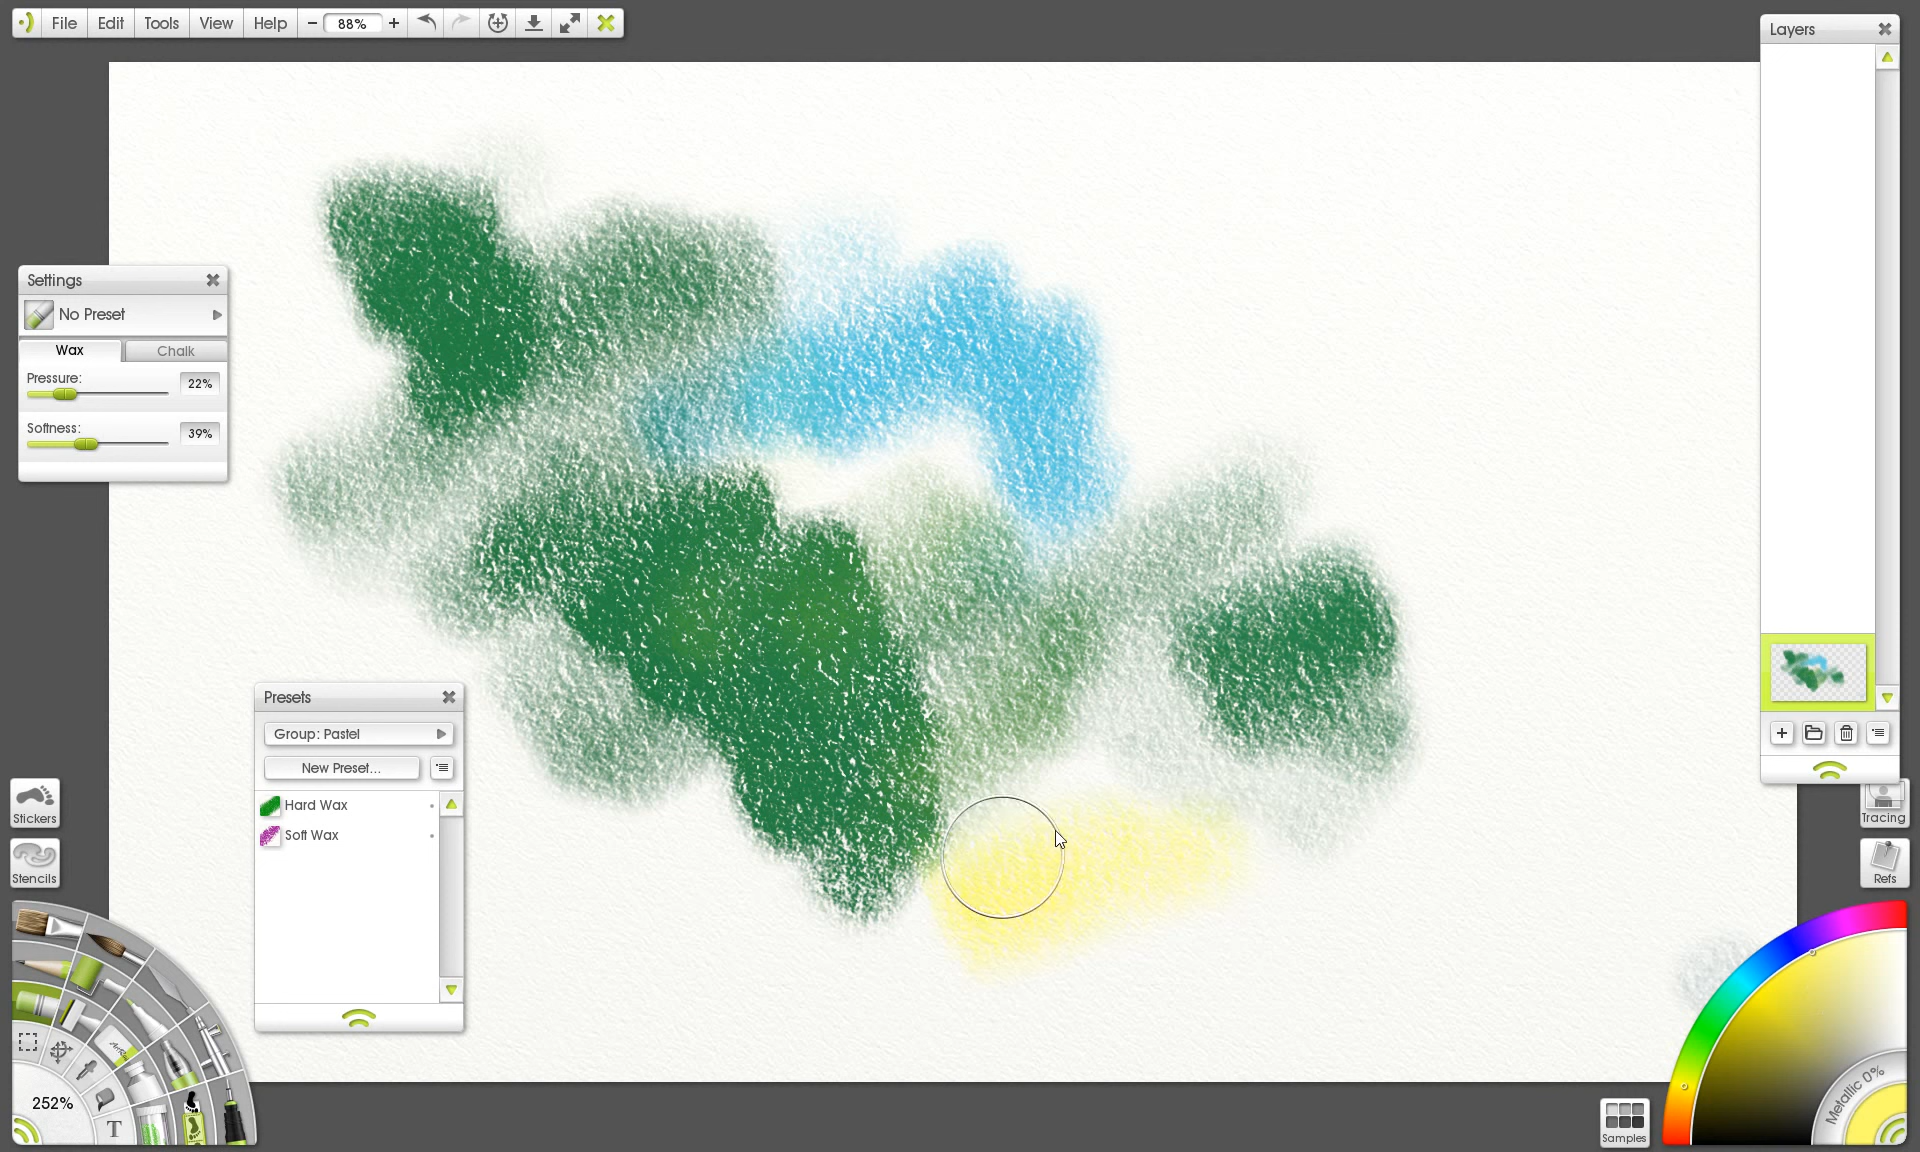 File Edit Tools View Help 88%
Layers
Settings
No Preset
Wax Chalk
Pressure: 22%
Softness: 39%
Presets
Group: Pastel
New Preset...
Hard Wax
Soft Wax
Stickers
Stencils
Tracing
Refs
252%
T
Metallic 0%
Samples